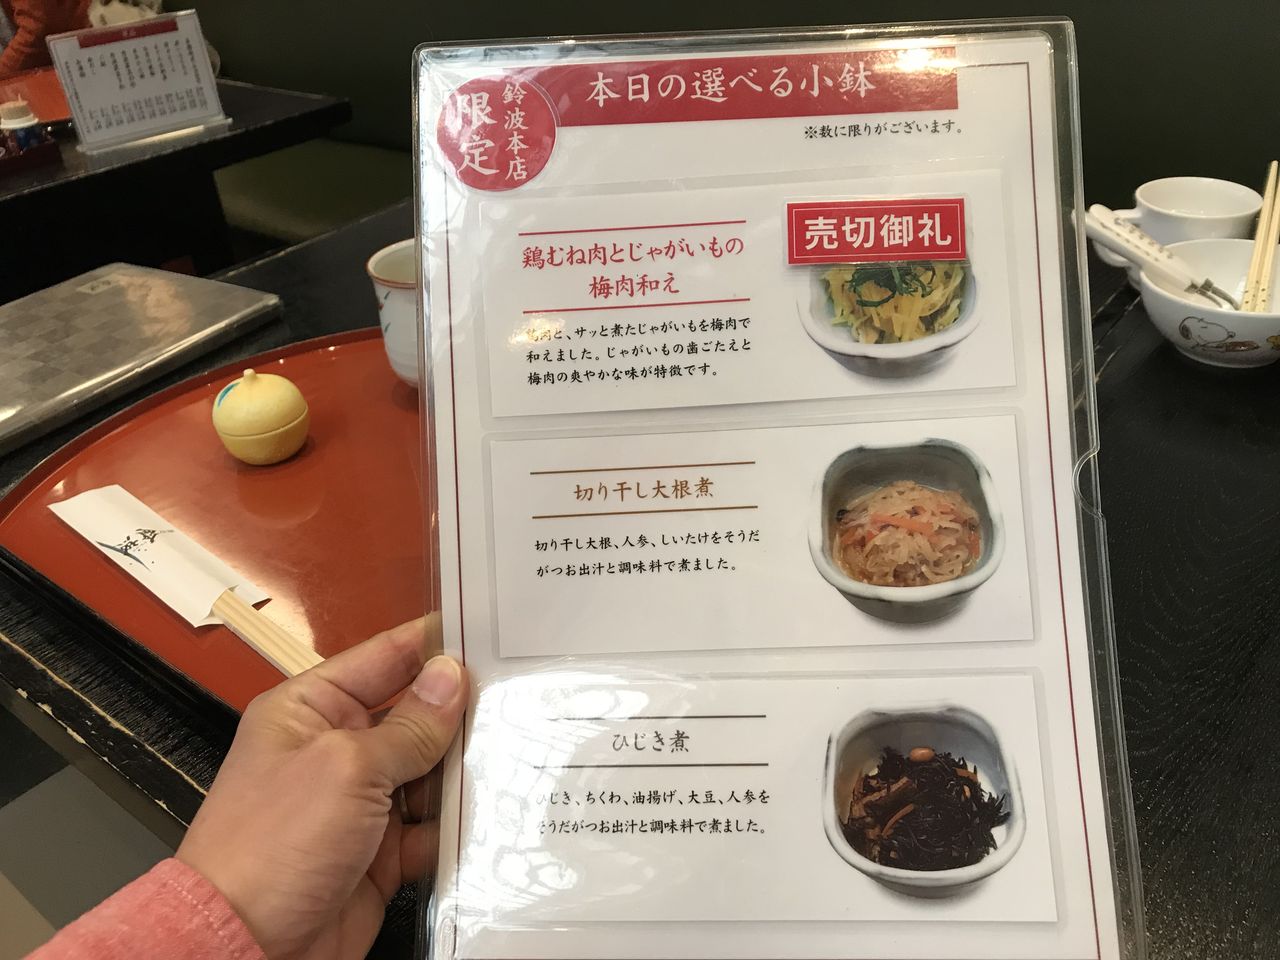 鈴波本店
限定
本日の選べる小鉢
※数に限りがございます。
売切御礼
鶏むね肉とじゃがいもの
梅肉和え
と、サッと煮たじゃがいもを梅肉で
和えました。じゃがいもの歯ごたえと
梅肉の爽やかな味が特徴です。
切り干し大根煮
切り干し大根、人参、しいたけをそうだ
がつお出汁と調味料で煮ました。
ひじき煮
ひじき、ちくわ、油揚げ、大豆、人参を
そうだがつお出汁と調味料で煮ました。
鈴波